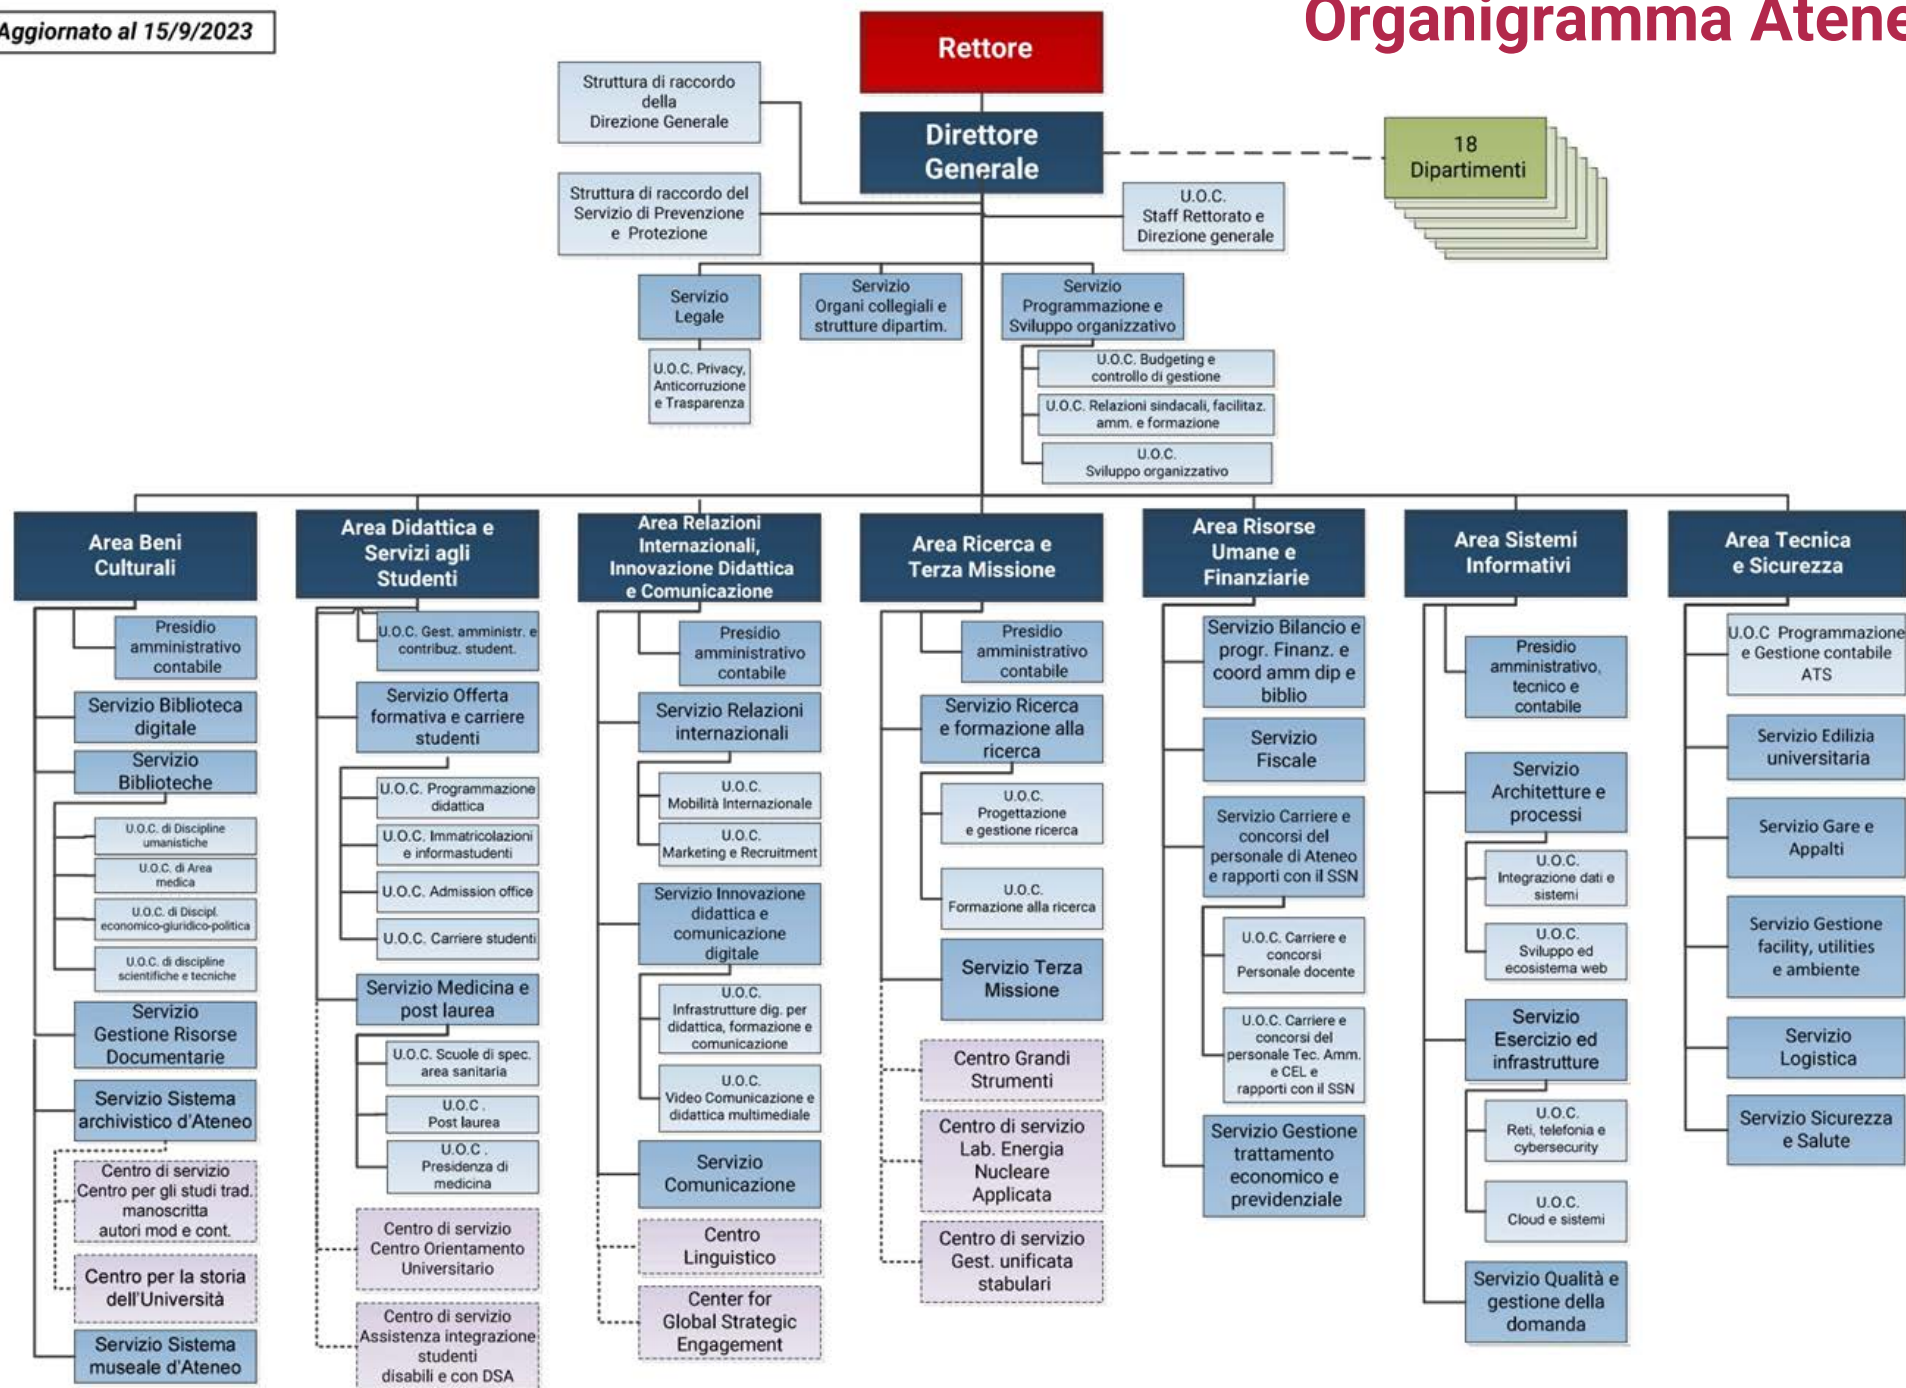 Aggiornato al 15/9/2023
Organigramma Atene
Rettore
Direttore
Generale
Struttura di raccordo
della
Direzione Generale
Struttura di raccordo del
Servizio di Prevenzione
e Protezione
18
Dipartimenti
U.O.C.
Staff Rettorato e
Direzione generale
Servizio
Legale
Servizio
Organi collegiali e
strutture dipartim.
Servizio
Programmazione e
Sviluppo organizzativo
U.O.C. Privacy,
Anticorruzione
e Trasparenza
U.O.C. Budgeting e
controllo di gestione
U.O.C. Relazioni sindacali, facilitaz.
amm. e formazione
U.O.C.
Sviluppo organizzativo
Area Beni
Culturali
Presidio
amministrativo
contabile
Servizio Biblioteca
digitale
Servizio
Biblioteche
U.O.C. di Discipline
umanistiche
U.O.C. di Area
medica
U.O.C. di Discipl.
economico-giuridico-politica
U.O.C. di discipline
scientifiche e tecniche
Servizio
Gestione Risorse
Documentarie
Servizio Sistema
archivistico d'Ateneo
Centro di servizio
Centro per gli studi trad.
manoscritta
autori mod e cont.
Centro per la storia
dell'Università
Servizio Sistema
museale d'Ateneo
Area Didattica e
Servizi agli
Studenti
U.O.C. Gest. amministr. e
contribuz. student.
Servizio Offerta
formativa e carriere
studenti
U.O.C. Programmazione
didattica
U.O.C. Immatricolazioni
e informastudenti
U.O.C. Admission office
U.O.C. Carriere studenti
Servizio Medicina e
post laurea
U.O.C. Scuole di spec.
area sanitaria
U.O.C .
Post laurea
U.O.C .
Presidenza di
medicina
Centro di servizio
Centro Orientamento
Universitario
Centro di servizio
Assistenza integrazione
studenti
disabili e con DSA
Area Relazioni
Internazionali,
Innovazione Didattica
e Comunicazione
Presidio
amministrativo
contabile
Servizio Relazioni
internazionali
U.O.C.
Mobilità Internazionale
U.O.C.
Marketing e Recruitment
Servizio Innovazione
didattica e
comunicazione
digitale
U.O.C.
Infrastrutture dig. per
didattica, formazione e
comunicazione
U.O.C.
Video Comunicazione e
didattica multimediale
Servizio
Comunicazione
Centro
Linguistico
Center for
Global Strategic
Engagement
Area Ricerca e
Terza Missione
Presidio
amministrativo
contabile
Servizio Ricerca
e formazione alla
ricerca
U.O.C.
Progettazione
e gestione ricerca
U.O.C.
Formazione alla ricerca
Servizio Terza
Missione
Centro Grandi
Strumenti
Centro di servizio
Lab. Energia
Nucleare
Applicata
Centro di servizio
Gest. unificata
stabulari
Area Risorse
Umane e
Finanziarie
Servizio Bilancio e
progr. Finanz. e
coord amm dip e
biblio
Servizio
Fiscale
Servizio Carriere e
concorsi del
personale di Ateneo
e rapporti con il SSN
U.O.C. Carriere e
concorsi
Personale docente
U.O.C. Carriere e
concorsi del
personale Tec. Amm.
e CEL e
rapporti con il SSN
Servizio Gestione
trattamento
economico e
previdenziale
Area Sistemi
Informativi
Presidio
amministrativo,
tecnico e
contabile
Servizio
Architetture e
processi
U.O.C.
Integrazione dati e
sistemi
U.O.C.
Sviluppo ed
ecosistema web
Servizio
Esercizio ed
infrastrutture
U.O.C.
Reti, telefonia e
cybersecurity
U.O.C.
Cloud e sistemi
Servizio Qualità e
gestione della
domanda
Area Tecnica
e Sicurezza
U.O.C Programmazione
e Gestione contabile
ATS
Servizio Edilizia
universitaria
Servizio Gare e
Appalti
Servizio Gestione
facility, utilities
e ambiente
Servizio
Logistica
Servizio Sicurezza
e Salute